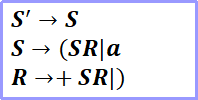 S′ → S
S → (SR|a
R →+ SR|)